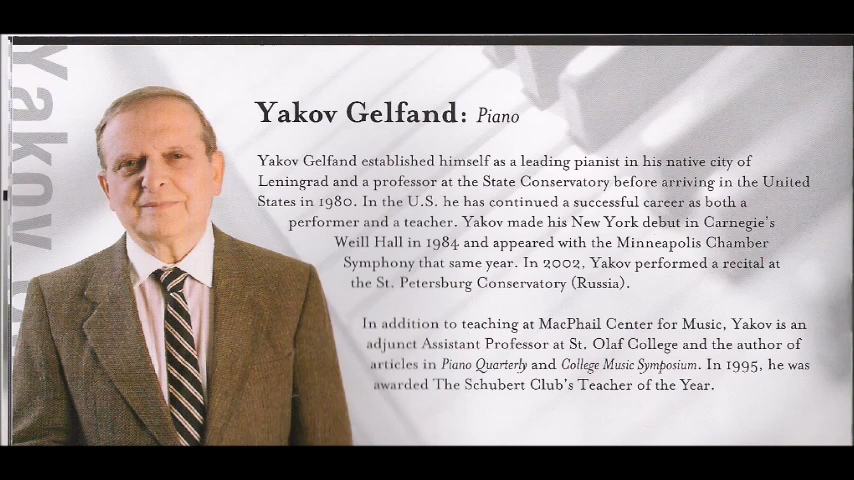 Yakov
Yakov Gelfand: Piano
Yakov Gelfand established himself as a leading pianist in his native city of
Leningrad and a professor at the State Conservatory before arriving in the United
States in 1980. In the U.S. he has continued a successful career as both a
performer and a teacher. Yakov made his New York debut in Carnegie's
Weill Hall in 1984 and appeared with the Minneapolis Chamber
Symphony that same year. In 2002, Yakov performed a recital at
the St. Petersburg Conservatory (Russia).
In addition to teaching at MacPhail Center for Music, Yakov is an
adjunct Assistant Professor at St. Olaf College and the author of
articles in Piano Quarterly and College Music Symposium. In 1995, he was
awarded The Schubert Club's Teacher of the Year.